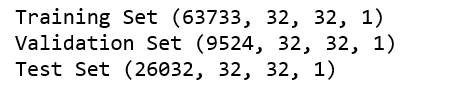 Training Set (63733, 32, 32, 1)
Validation Set (9524, 32, 32, 1)
Test Set (26032, 32, 32, 1)